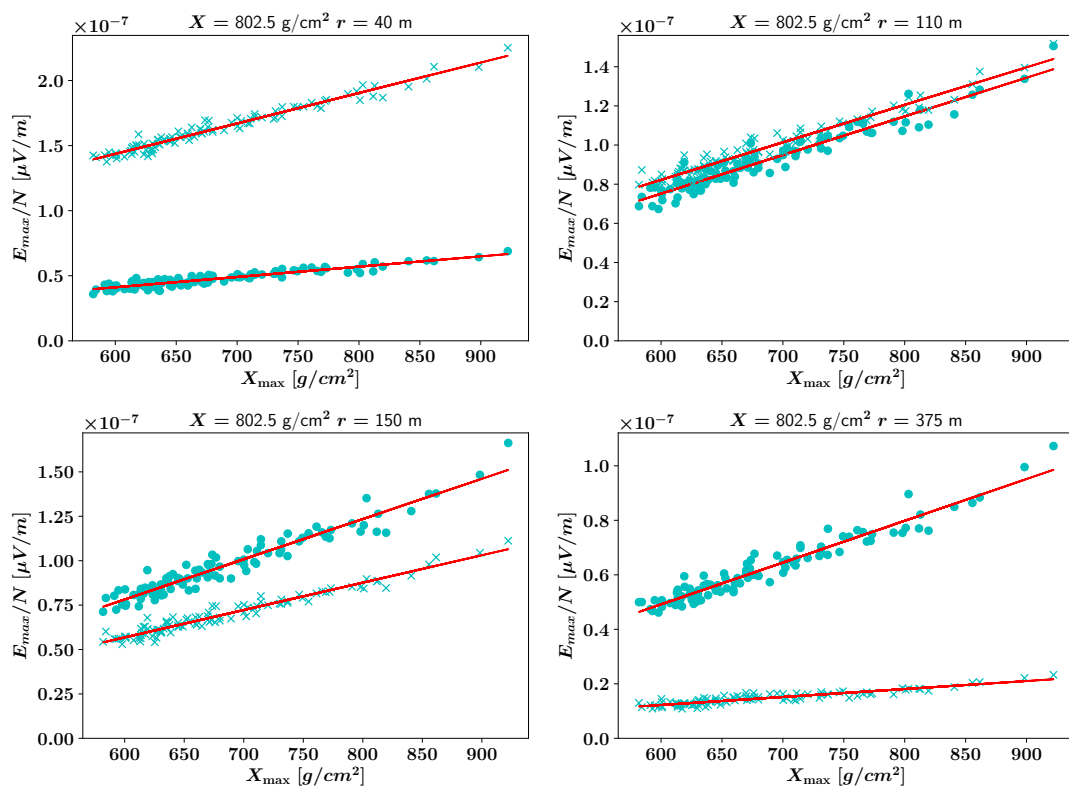 ×10⁻⁷
X = 802.5 g/cm² r = 40 m
E_max/N [μV/m]
2.0
1.5
1.0
0.5
0.0
600 650 700 750 800 850 900
X_max [g/cm²]
×10⁻⁷
X = 802.5 g/cm² r = 110 m
E_max/N [μV/m]
1.4
1.2
1.0
0.8
0.6
0.4
0.2
0.0
600 650 700 750 800 850 900
X_max [g/cm²]
×10⁻⁷
X = 802.5 g/cm² r = 150 m
E_max/N [μV/m]
1.50
1.25
1.00
0.75
0.50
0.25
0.00
600 650 700 750 800 850 900
X_max [g/cm²]
×10⁻⁷
X = 802.5 g/cm² r = 375 m
E_max/N [μV/m]
1.0
0.8
0.6
0.4
0.2
0.0
600 650 700 750 800 850 900
X_max [g/cm²]